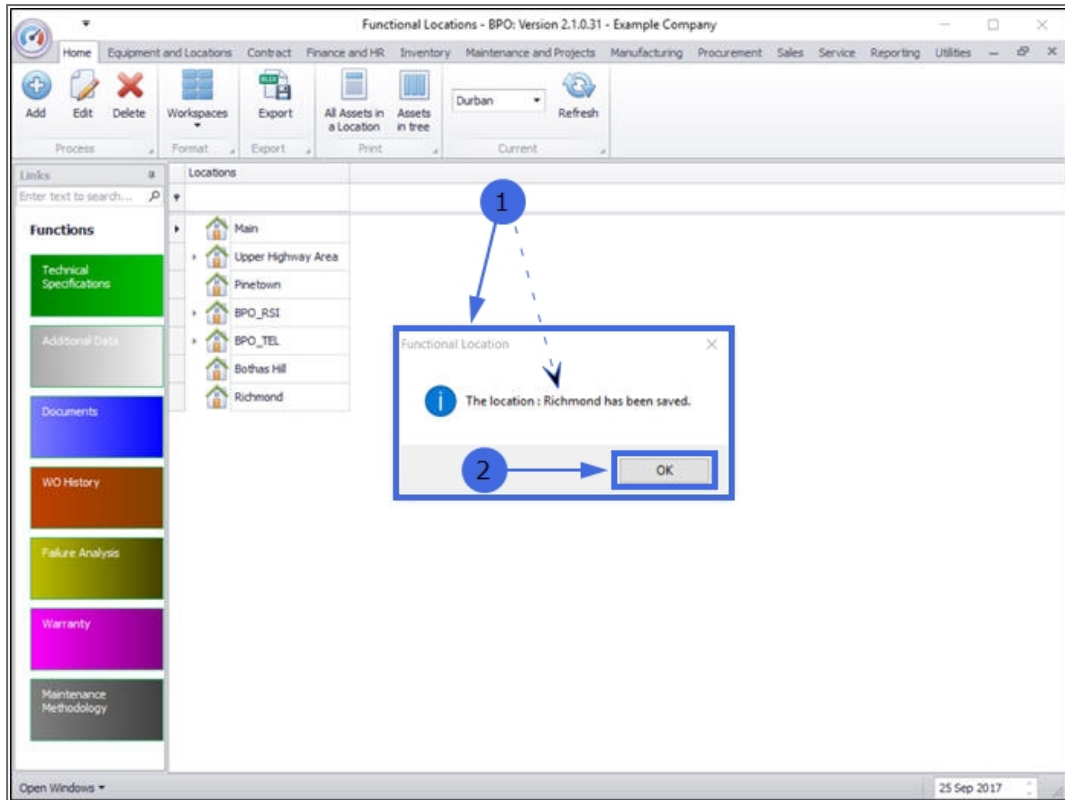 Functional Locations - BPO: Version 2.1.0.31 - Example Company
Home Equipment and Locations Contract Finance and HR Inventory Maintenance and Projects Manufacturing Procurement Sales Service Reporting Utilities
Add Edit Delete Workspaces Export All Assets in a Location Assets in tree Durban Refresh
Process Format Export Print Current
Links
Enter text to search...
Locations
Functions
Technical Specifications
Additional Data
Documents
WO History
Failure Analysis
Warranty
Maintenance Methodology
Main
Upper Highway Area
Pinetown
BPO_RSI
BPO_TEL
Bothas Hill
Richmond
1
Functional Location
The location : Richmond has been saved.
2
OK
Open Windows
25 Sep 2017